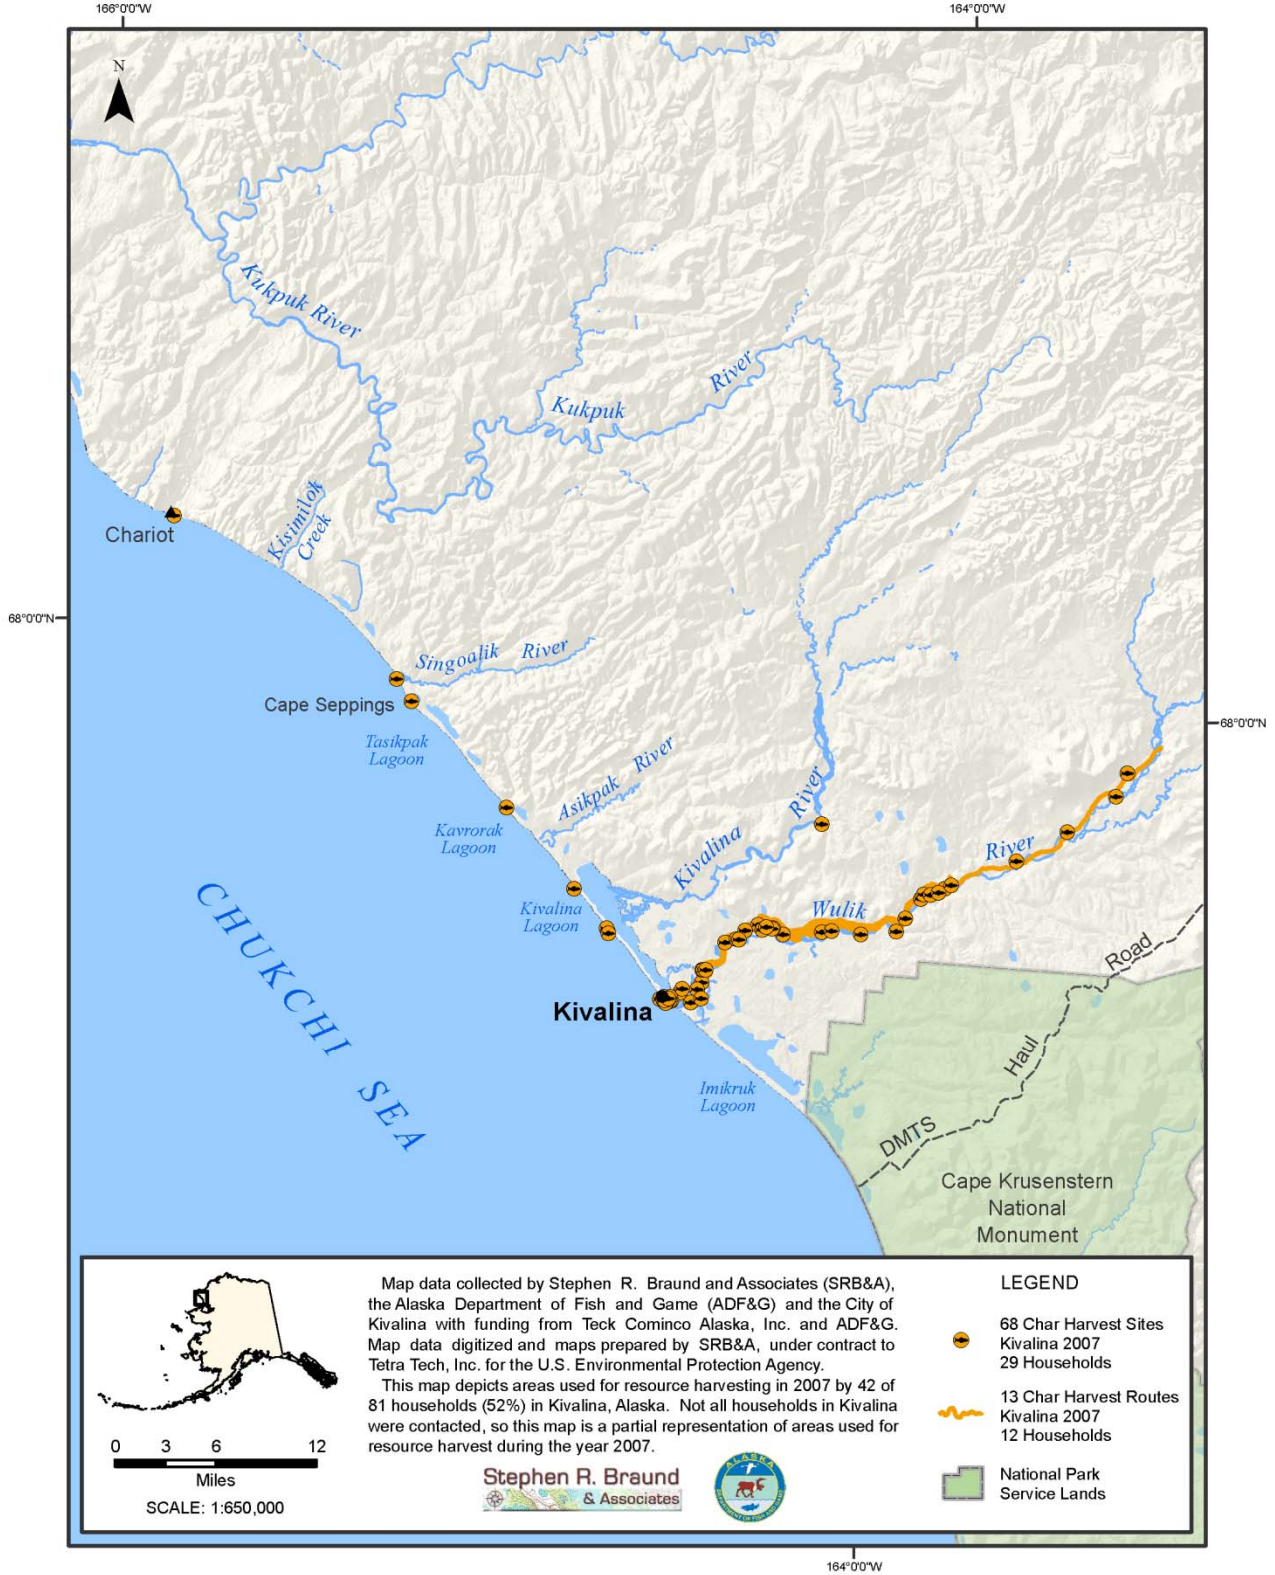 166°0'0"W
164°0'0"W
N
Kukpuk River
Kukpuk
River
Chariot
Kisimilok
Creek
68°0'0"N
Singoalik River
Cape Seppings
68°0'0"N
Tasikpak
Lagoon
Asikpak River
River
Kavrorak
Lagoon
Kivalina
River
Wulik
Kivalina
Lagoon
CHUKCHI SEA
Road
Kivalina
Haul
Imikruk
Lagoon
DMTS
Cape Krusenstern
National
Monument
Map data collected by Stephen R. Braund and Associates (SRB&A),
the Alaska Department of Fish and Game (ADF&G) and the City of
Kivalina with funding from Teck Cominco Alaska, Inc. and ADF&G.
Map data digitized and maps prepared by SRB&A, under contract to
Tetra Tech, Inc. for the U.S. Environmental Protection Agency.
This map depicts areas used for resource harvesting in 2007 by 42 of
81 households (52%) in Kivalina, Alaska. Not all households in Kivalina
were contacted, so this map is a partial representation of areas used for
resource harvest during the year 2007.
LEGEND
68 Char Harvest Sites
Kivalina 2007
29 Households
13 Char Harvest Routes
Kivalina 2007
12 Households
National Park
Service Lands
0 3 6 12
Miles
SCALE: 1:650,000
Stephen R. Braund
& Associates
ALASKA
164°0'0"W